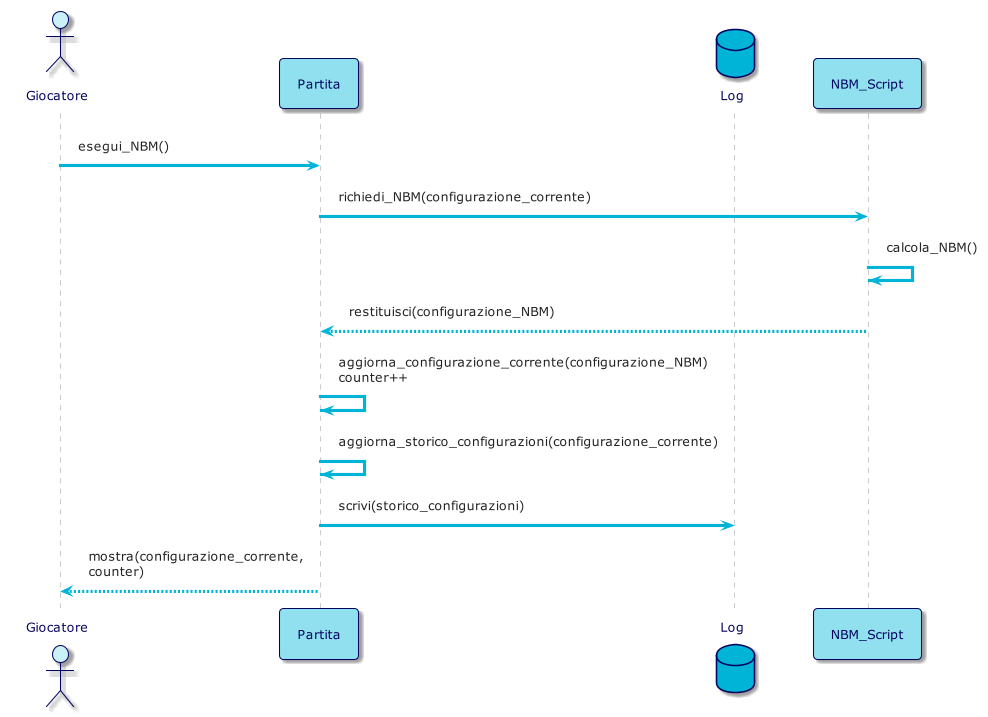 Giocatore
Partita
Log
NBM_Script
esegui_NBM()
richiedi_NBM(configurazione_corrente)
calcola_NBM()
restituisci(configurazione_NBM)
aggiorna_configurazione_corrente(configurazione_NBM)
counter++
aggiorna_storico_configurazioni(configurazione_corrente)
scrivi(storico_configurazioni)
mostra(configurazione_corrente,
counter)
Giocatore
Partita
Log
NBM_Script